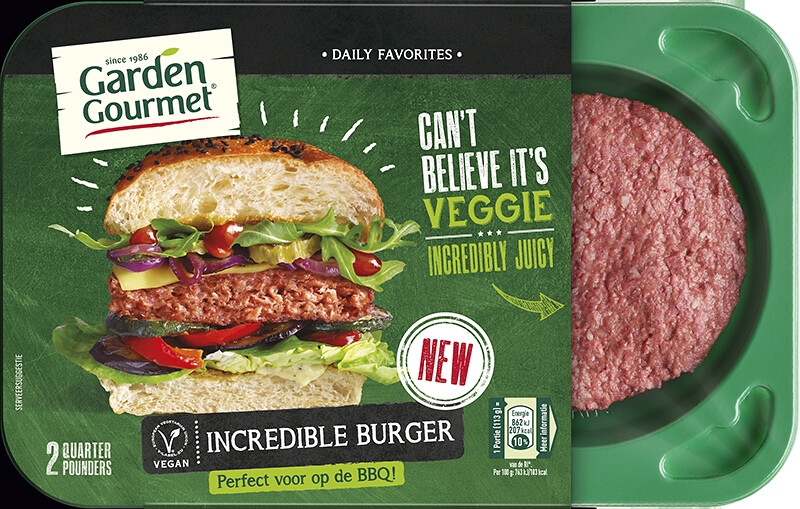 • DAILY FAVORITES •
since 1986
Garden
Gourmet®
CAN'T
BELIEVE IT'S
VEGGIE
INCREDIBLY JUICY
NEW
SERVEERSUGGESTIE
2 QUARTER
POUNDERS
VEGAN
INCREDIBLE BURGER
Perfect voor op de BBQ!
1 Portie (113 g) =
Energie
862 kJ
207 kcal
10%
Meer informatie
van de RI*.
Per 100 g: 763 kJ/183 kcal